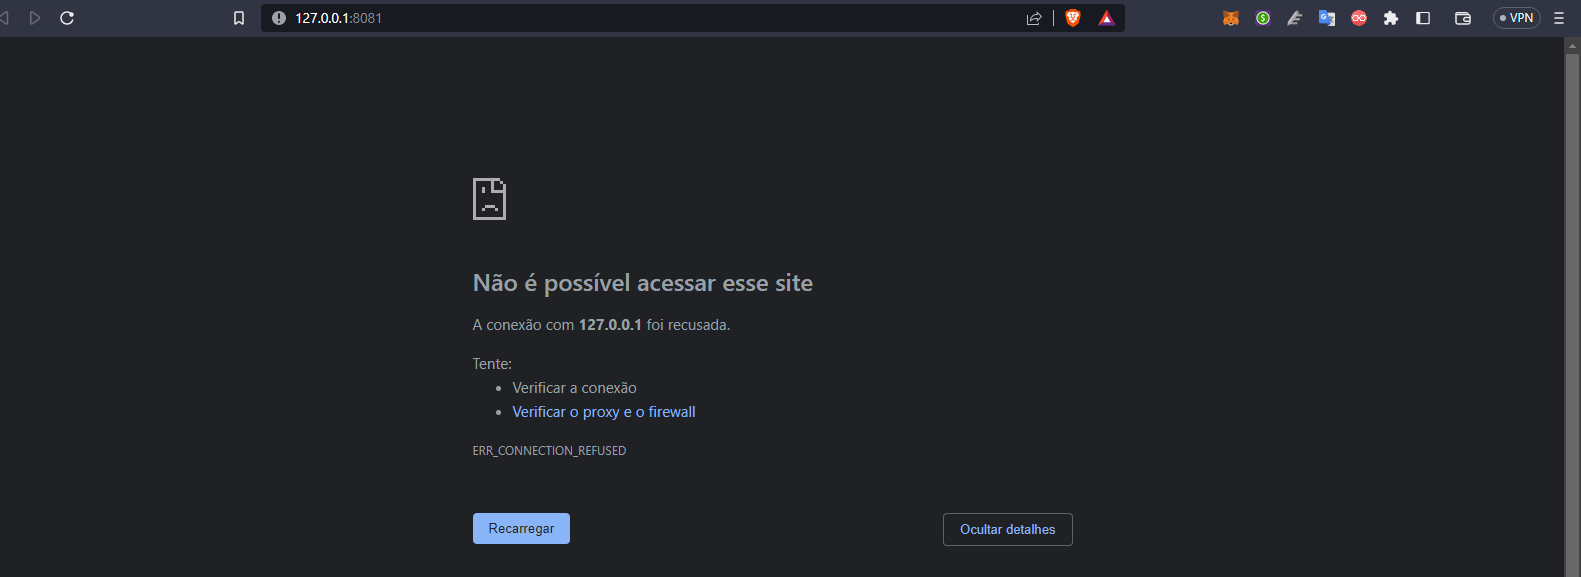 127.0.0.1:8081
VPN
Não é possível acessar esse site
A conexão com 127.0.0.1 foi recusada.
Tente:
• Verificar a conexão
• Verificar o proxy e o firewall
ERR_CONNECTION_REFUSED
Recarregar
Ocultar detalhes